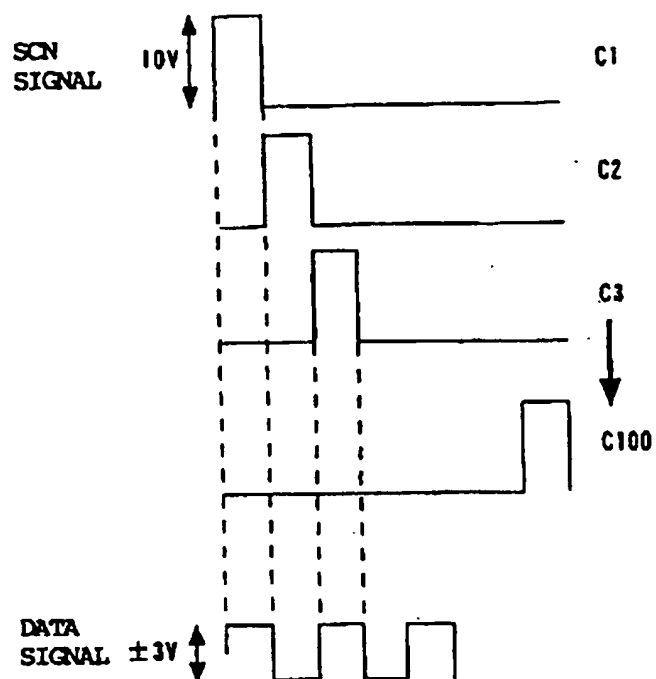 SCN
SIGNAL
10V
C1
C2
C3
C100
DATA
SIGNAL
±3V